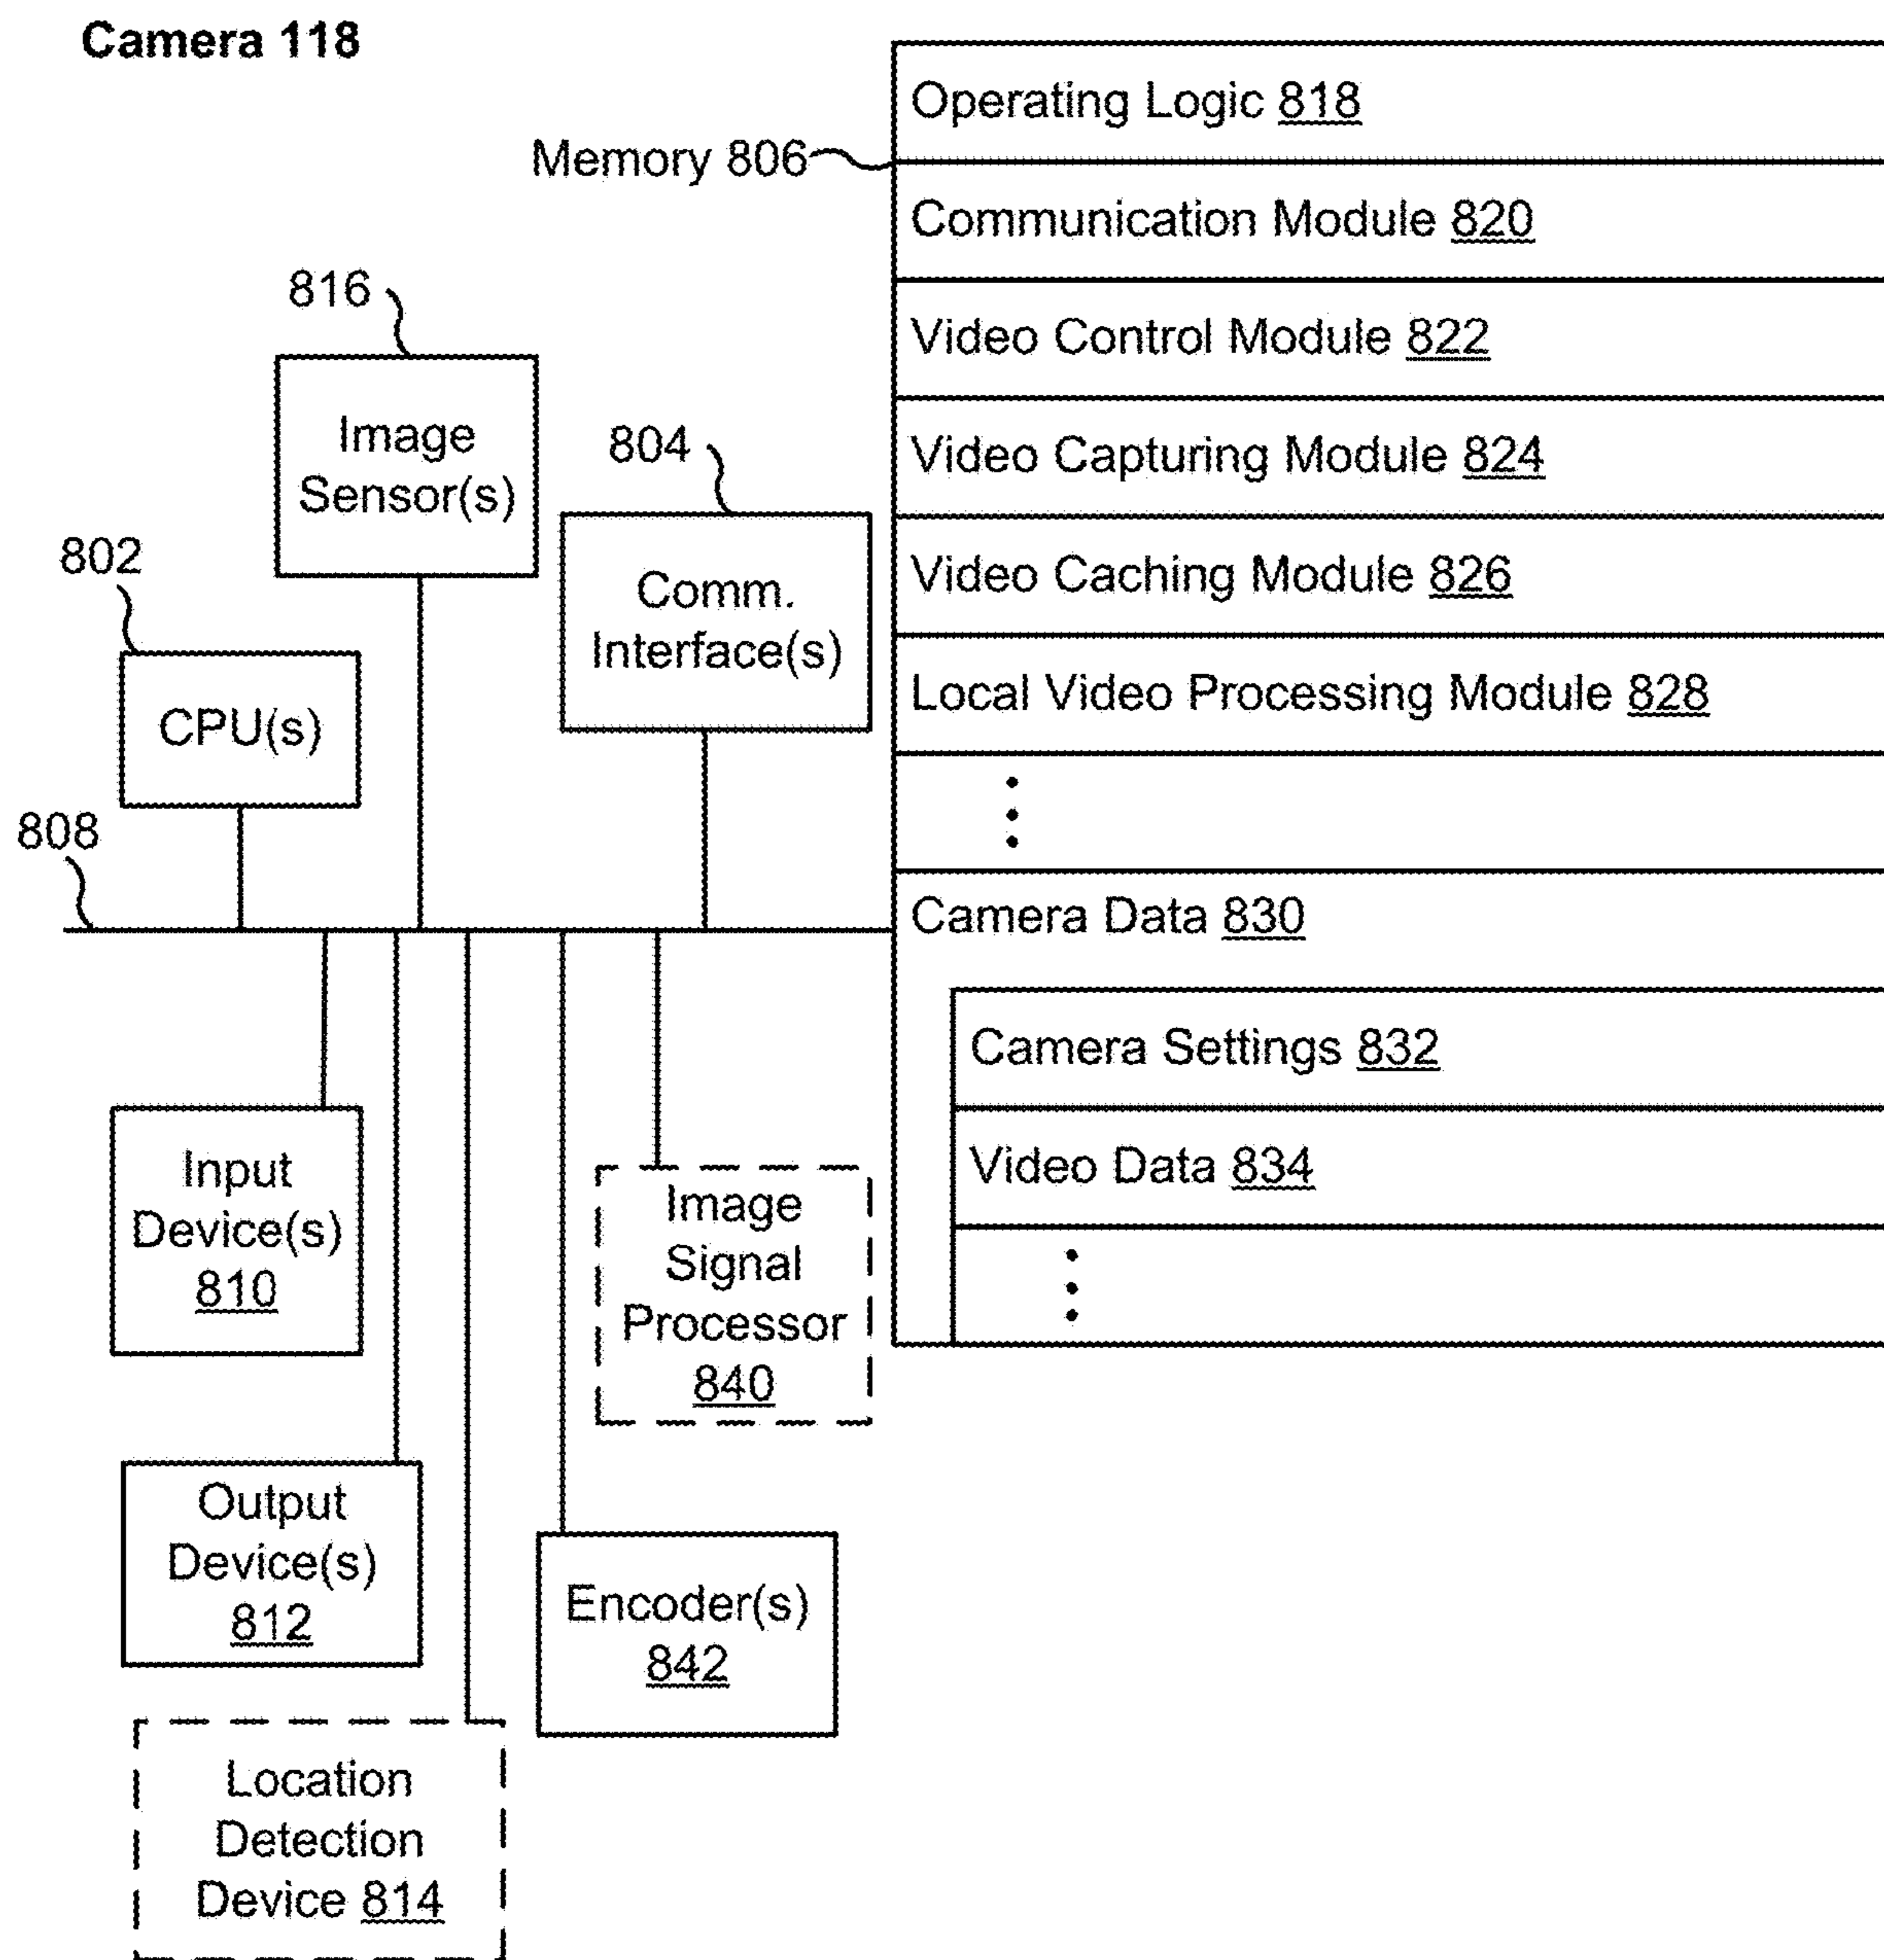 Camera 118
Operating Logic 818
Memory 806
Communication Module 820
Video Control Module 822
Video Capturing Module 824
Video Caching Module 826
Local Video Processing Module 828
Camera Data 830
Camera Settings 832
Video Data 834
816
Image
Sensor(s)
804
Comm.
Interface(s)
802
CPU(s)
808
Input
Device(s)
810
Image
Signal
Processor
840
Output
Device(s)
812
Encoder(s)
842
Location
Detection
Device 814